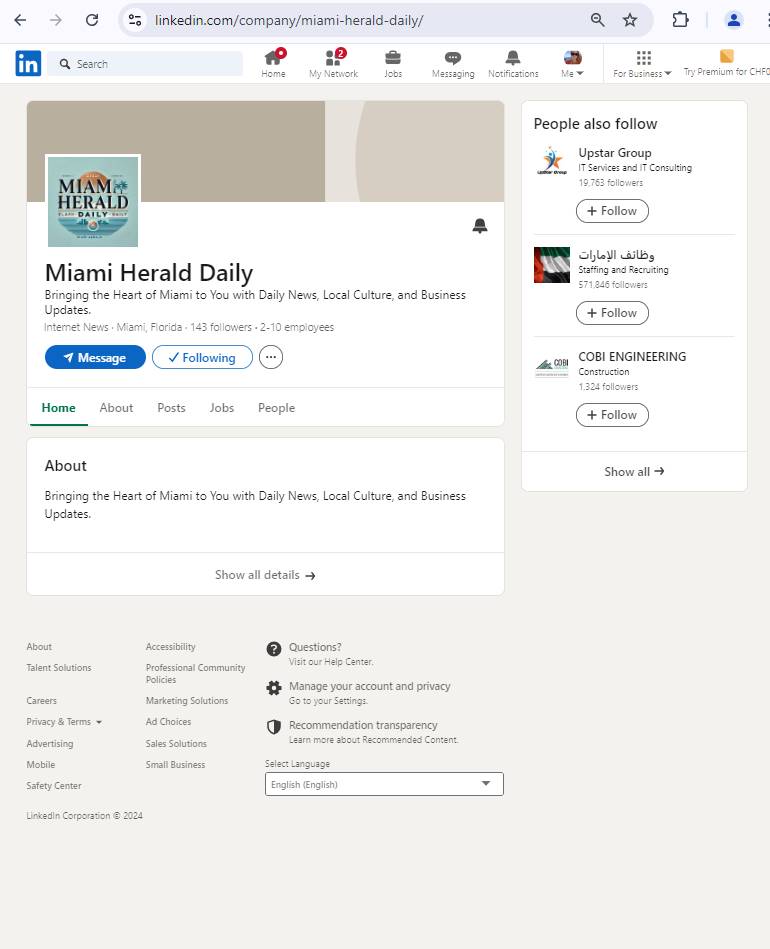 linkedin.com/company/miami-herald-daily/
in
Search
Home
2
My Network
Jobs
Messaging
Notifications
Me
For Business
Try Premium for CHF0
MIAMI
HERALD
DAILY
Miami Herald Daily
Bringing the Heart of Miami to You with Daily News, Local Culture, and Business
Updates.
Internet News · Miami, Florida · 143 followers · 2-10 employees
Message
Following
Home
About
Posts
Jobs
People
About
Bringing the Heart of Miami to You with Daily News, Local Culture, and Business
Updates.
Show all details →
People also follow
Upstar Group
Upstar Group
IT Services and IT Consulting
19,763 followers
+ Follow
وظائف الإمارات
Staffing and Recruiting
571,846 followers
+ Follow
COBI
COBI ENGINEERING
Construction
1,324 followers
+ Follow
Show all →
About
Accessibility
Talent Solutions
Professional Community
Policies
Careers
Marketing Solutions
Privacy & Terms
Ad Choices
Advertising
Sales Solutions
Mobile
Small Business
Safety Center
Questions?
Visit our Help Center.
Manage your account and privacy
Go to your Settings.
Recommendation transparency
Learn more about Recommended Content.
Select Language
English (English)
LinkedIn Corporation © 2024